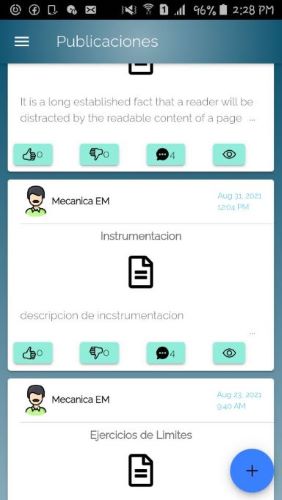 96% 2:28 PM
Publicaciones
It is a long established fact that a reader will be
distracted by the readable content of a page ...
0 0 4
Mecanica EM
Aug 31, 2021
12:04 PM
Instrumentacion
descripcion de incstrumentacion
...
0 0 4
Mecanica EM
Aug 23, 2021
9:40 AM
Ejercicios de Limites